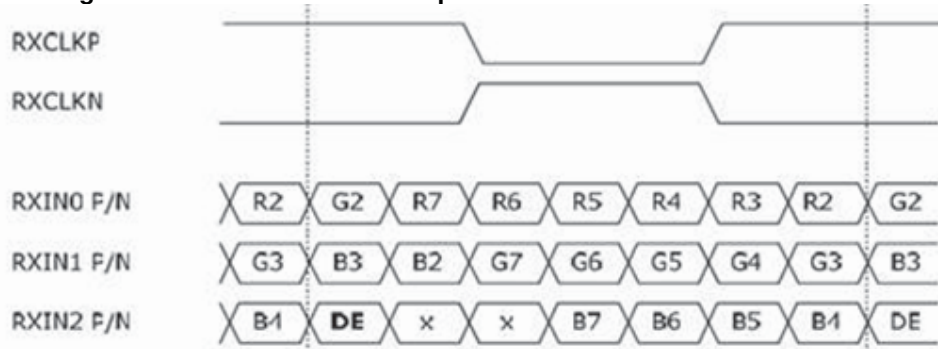 RXCLKP
RXCLKN
RXIN0 P/N R2 G2 R7 R6 R5 R4 R3 R2 G2
RXIN1 P/N G3 B3 B2 G7 G6 G5 G4 G3 B3
RXIN2 P/N B4 DE x x B7 B6 B5 B4 DE